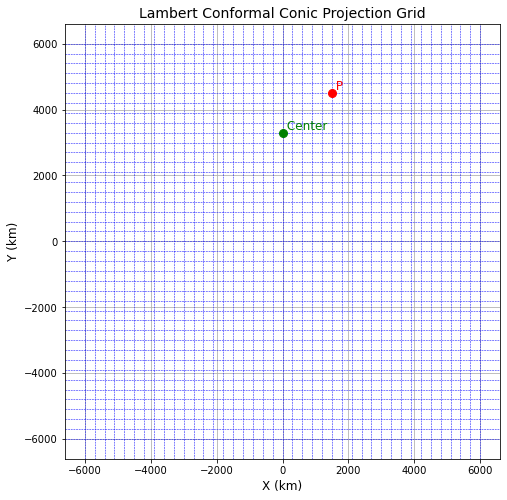 Lambert Conformal Conic Projection Grid
6000
4000
2000
0
−2000
−4000
−6000
Y (km)
P
Center
−6000 −4000 −2000 0 2000 4000 6000
X (km)